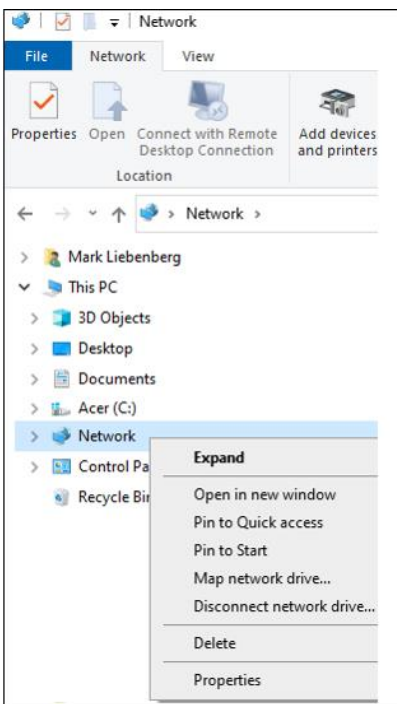 Network
File Network View
Properties Open Connect with Remote Add devices
Desktop Connection and printers
Location
Network
Mark Liebenberg
This PC
3D Objects
Desktop
Documents
Acer (C:)
Network
Control Pa
Recycle Bir
Expand
Open in new window
Pin to Quick access
Pin to Start
Map network drive...
Disconnect network drive...
Delete
Properties